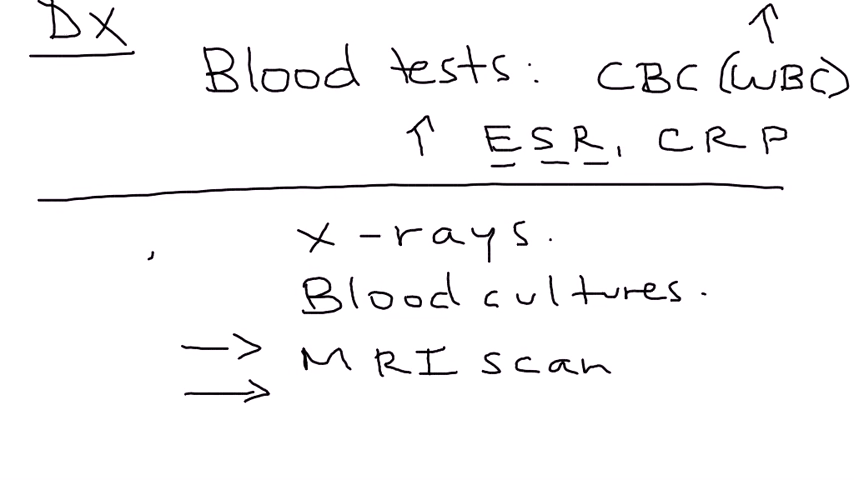 DX
↑
Blood tests: CBC (WBC)
↑ ESR, CRP
X-rays.
Blood cultures.
→ MRI scan
→